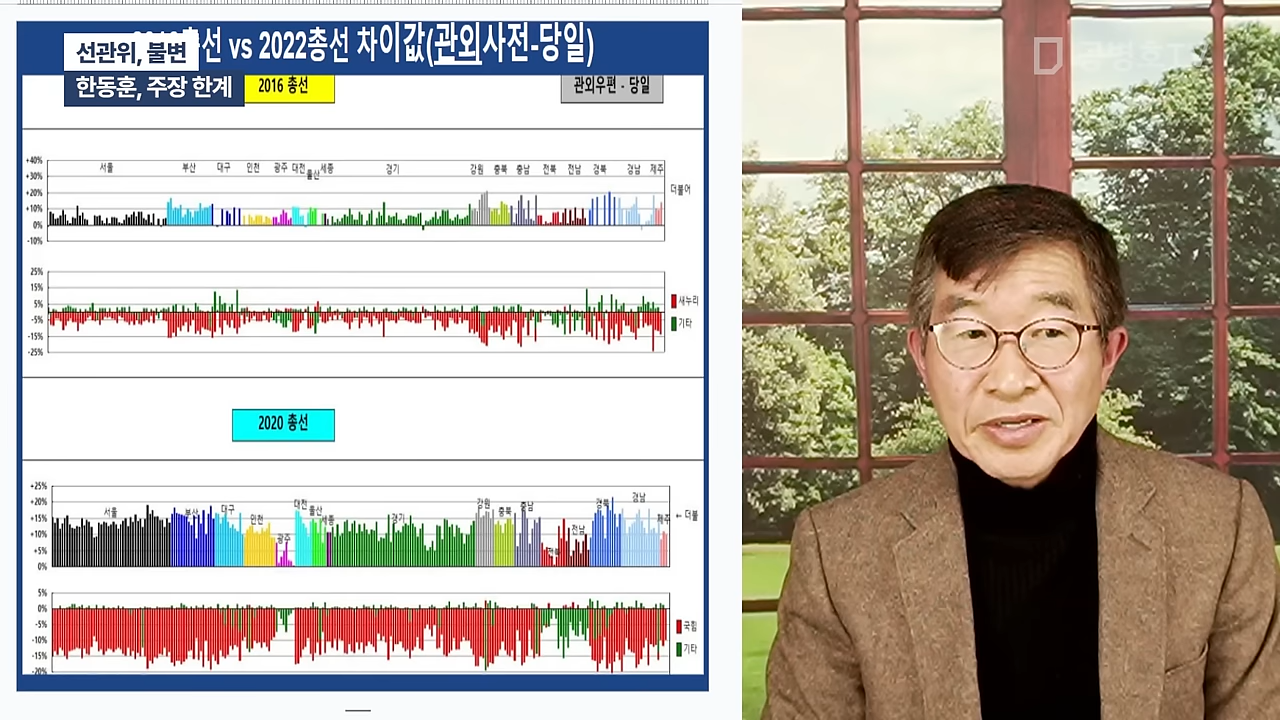 선관위, 불변
한동훈, 주장 한계
총선 vs 2022총선 차이값(관외사전-당일)
2016 총선
관외우편 - 당일
+40%
+30%
+20%
+10%
0%
-10%
서울 부산 대구 인천 광주 대전 울산 세종 경기 강원 충북 충남 전북 전남 경북 경남 제주
더불어
25%
15%
5%
-5%
-15%
-25%
새누리
기타
2020 총선
+25%
+20%
+15%
+10%
+5%
0%
서울 부산 대구 인천 광주 대전 울산 세종 경기 강원 충북 충남 전남 경북 경남 제주
← 더불
5%
0%
-5%
-10%
-15%
-20%
국힘
기타
공병호TV